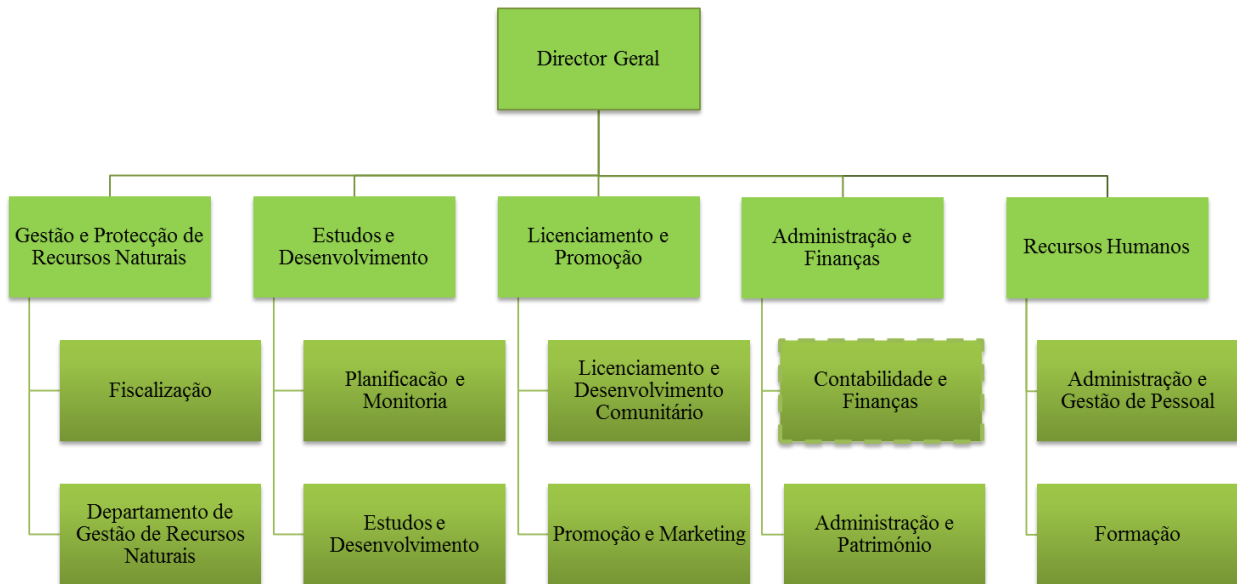 Director Geral
Gestão e Protecção de
Recursos Naturais
Estudos e
Desenvolvimento
Licenciamento e
Promoção
Administração e
Finanças
Recursos Humanos
Fiscalização
Planificacão e
Monitoria
Licenciamento e
Desenvolvimento
Comunitário
Contabilidade e
Finanças
Administração e
Gestão de Pessoal
Departamento de
Gestão de Recursos
Naturais
Estudos e
Desenvolvimento
Promoção e Marketing
Administração e
Património
Formação